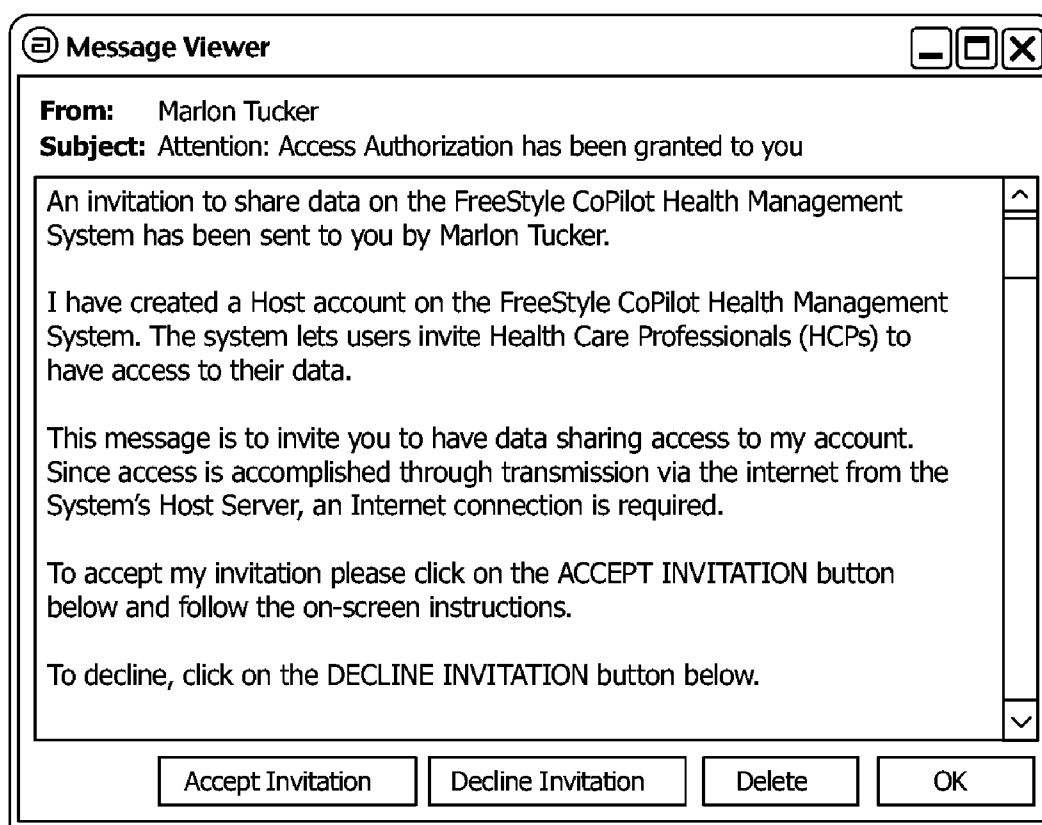 Message Viewer
From: Marlon Tucker
Subject: Attention: Access Authorization has been granted to you
An invitation to share data on the FreeStyle CoPilot Health Management
System has been sent to you by Marlon Tucker.
I have created a Host account on the FreeStyle CoPilot Health Management
System. The system lets users invite Health Care Professionals (HCPs) to
have access to their data.
This message is to invite you to have data sharing access to my account.
Since access is accomplished through transmission via the internet from the
System's Host Server, an Internet connection is required.
To accept my invitation please click on the ACCEPT INVITATION button
below and follow the on-screen instructions.
To decline, click on the DECLINE INVITATION button below.
Accept Invitation Decline Invitation Delete OK